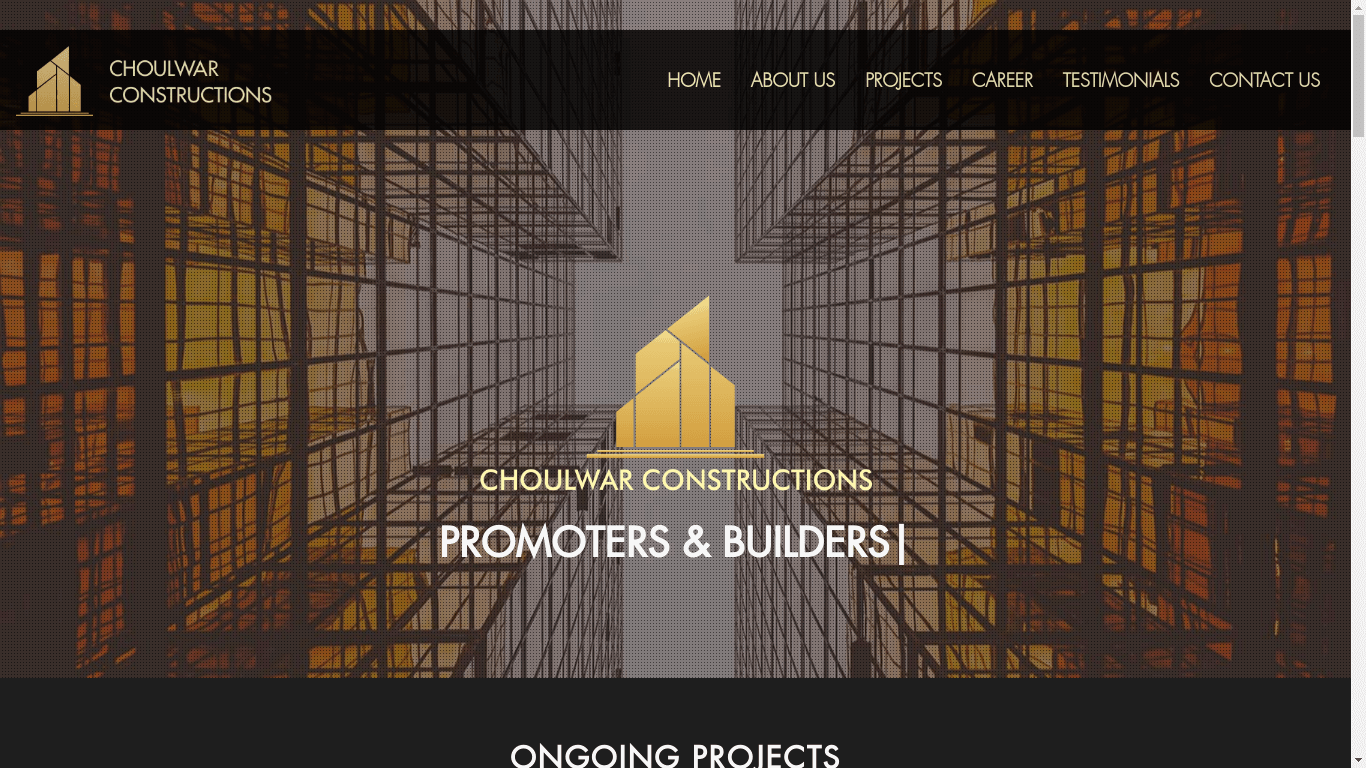 CHOULWAR
CONSTRUCTIONS
HOME ABOUT US PROJECTS CAREER TESTIMONIALS CONTACT US
CHOULWAR CONSTRUCTIONS
PROMOTERS & BUILDERS|
ONGOING PROJECTS